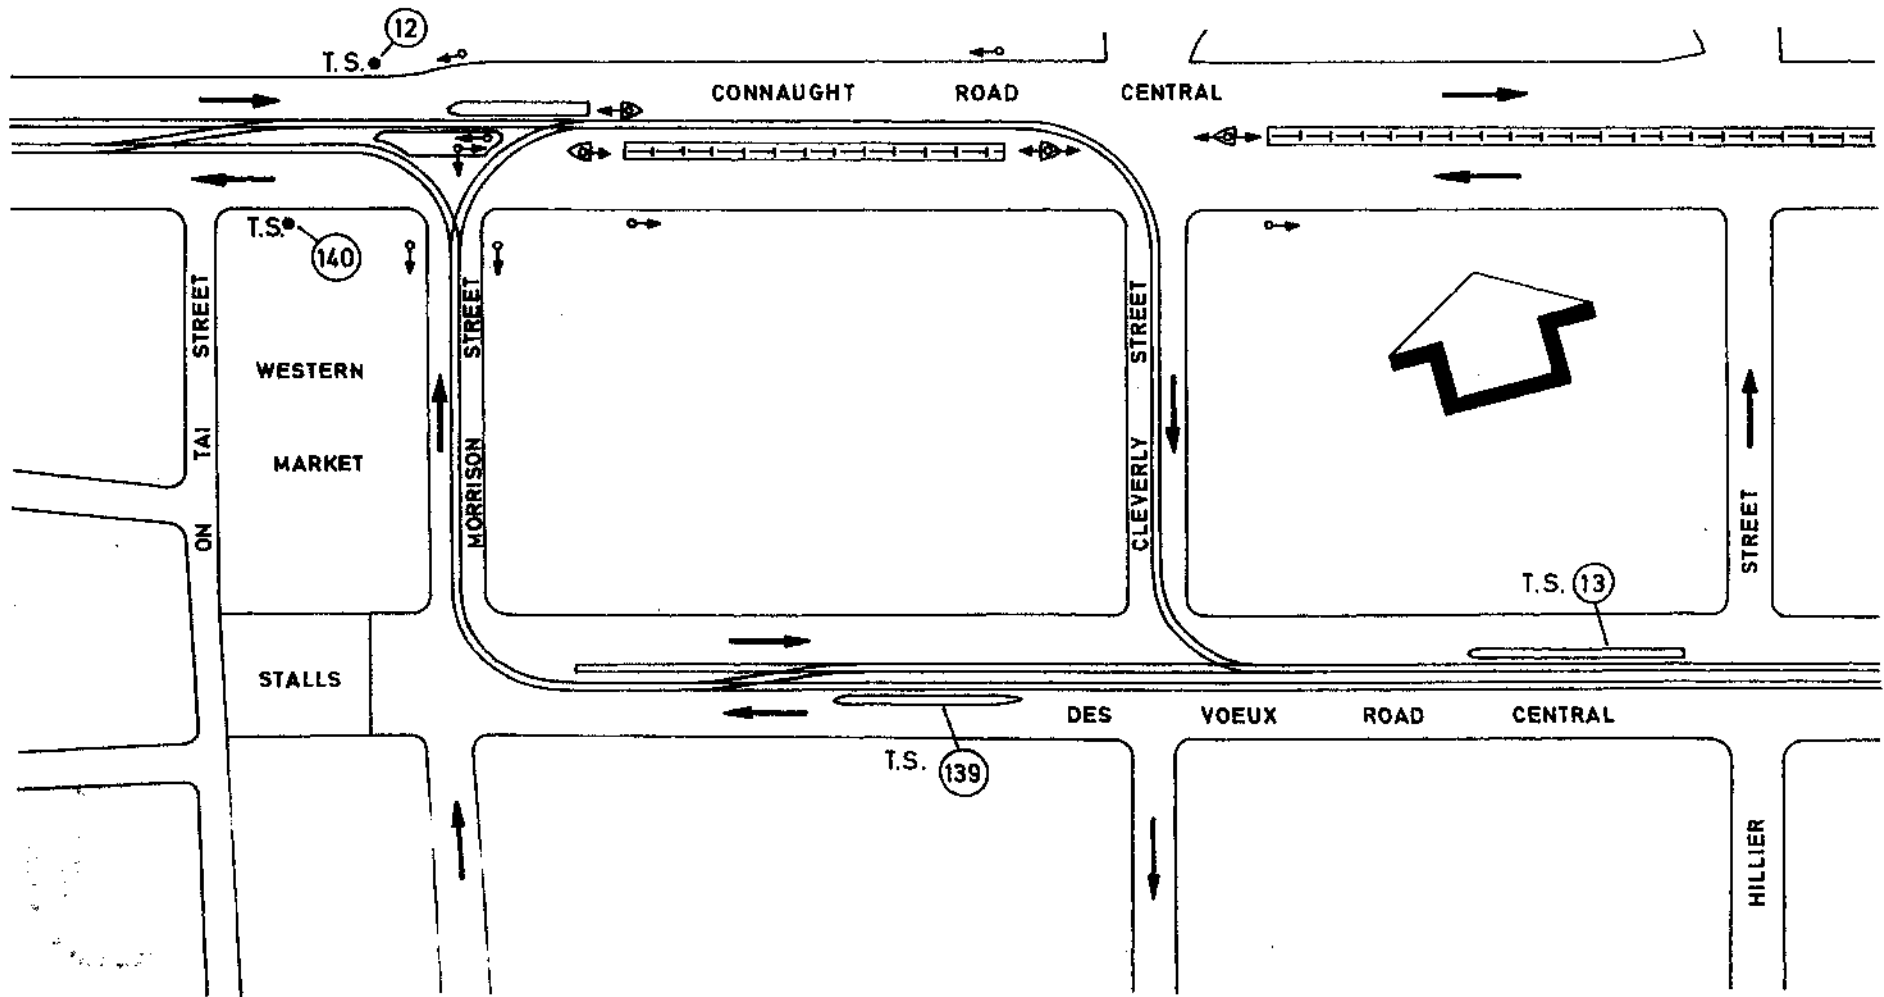 12
T. S.
CONNAUGHT ROAD CENTRAL
T.S.
140
ON TAI STREET
WESTERN
MARKET
MORRISON STREET
CLEVERLY STREET
HILLIER STREET
T.S. 13
STALLS
DES VOEUX ROAD CENTRAL
T.S. 139